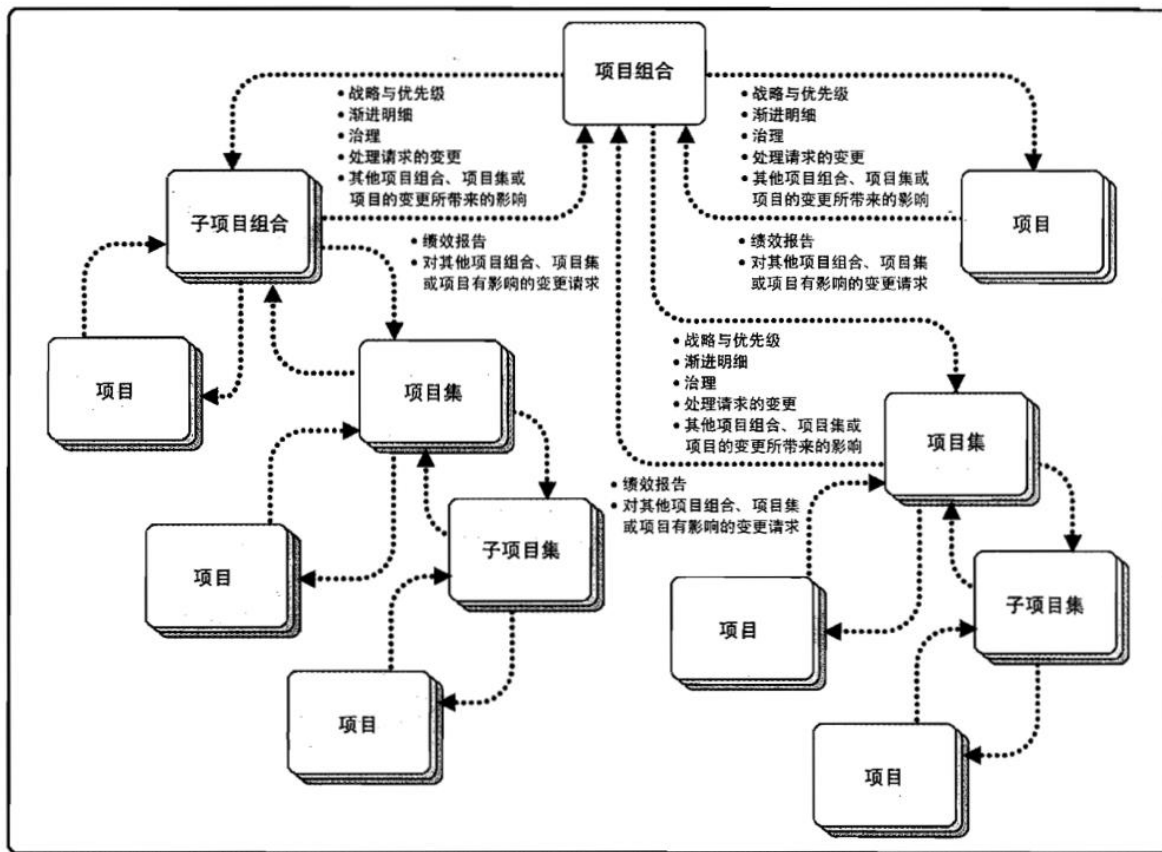 项目组合
● 战略与优先级
● 渐进明细
● 治理
● 处理请求的变更
● 其他项目组合、项目集或
项目的变更所带来的影响
● 战略与优先级
● 渐进明细
● 治理
● 处理请求的变更
● 其他项目组合、项目集或
项目的变更所带来的影响
子项目组合
项目
● 绩效报告
● 对其他项目组合、项目集
或项目有影响的变更请求
● 绩效报告
● 对其他项目组合、项目集
或项目有影响的变更请求
● 战略与优先级
● 渐进明细
● 治理
● 处理请求的变更
● 其他项目组合、项目集或
项目的变更所带来的影响
项目
项目集
项目集
● 绩效报告
● 对其他项目组合、项目集
或项目有影响的变更请求
项目
子项目集
项目
子项目集
项目
项目